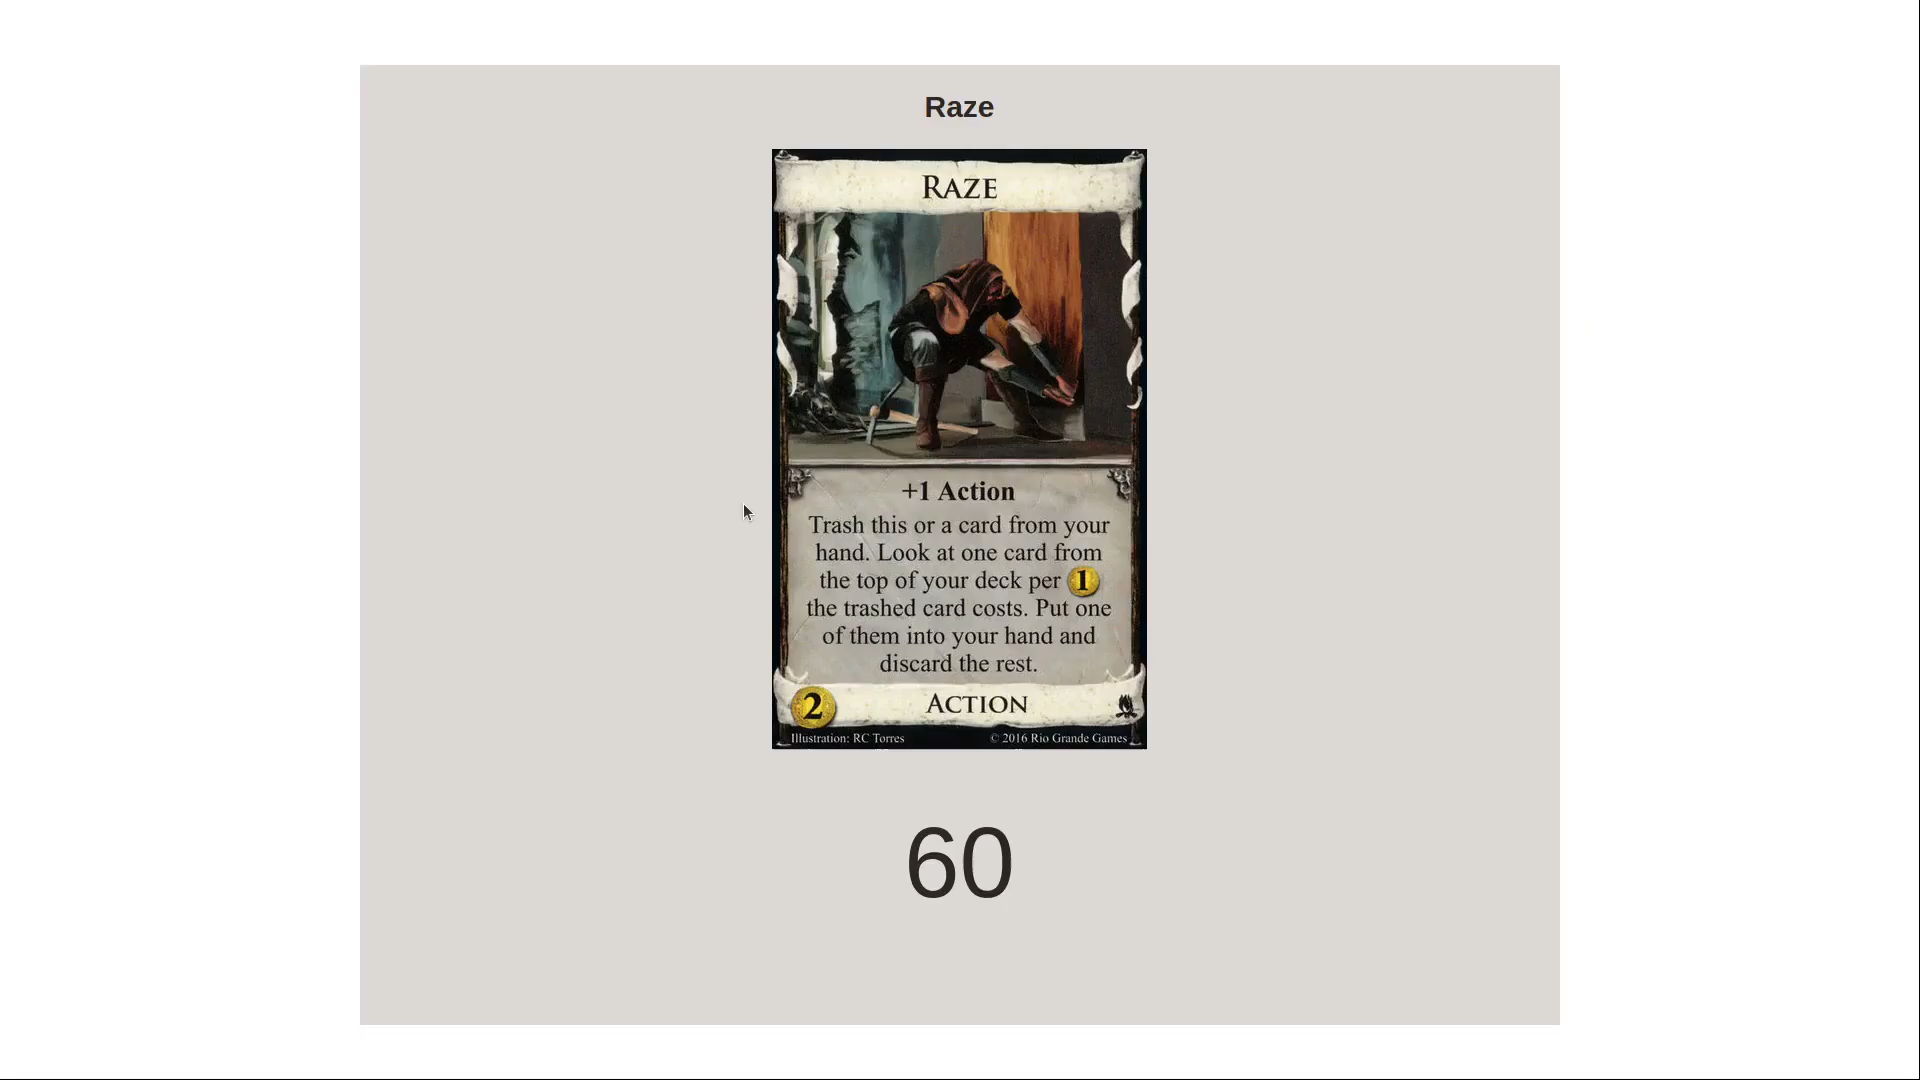 Raze
RAZE
+1 Action
Trash this or a card from your
hand. Look at one card from
the top of your deck per 1
the trashed card costs. Put one
of them into your hand and
discard the rest.
2 ACTION
Illustration: RC Torres © 2016 Rio Grande Games
60